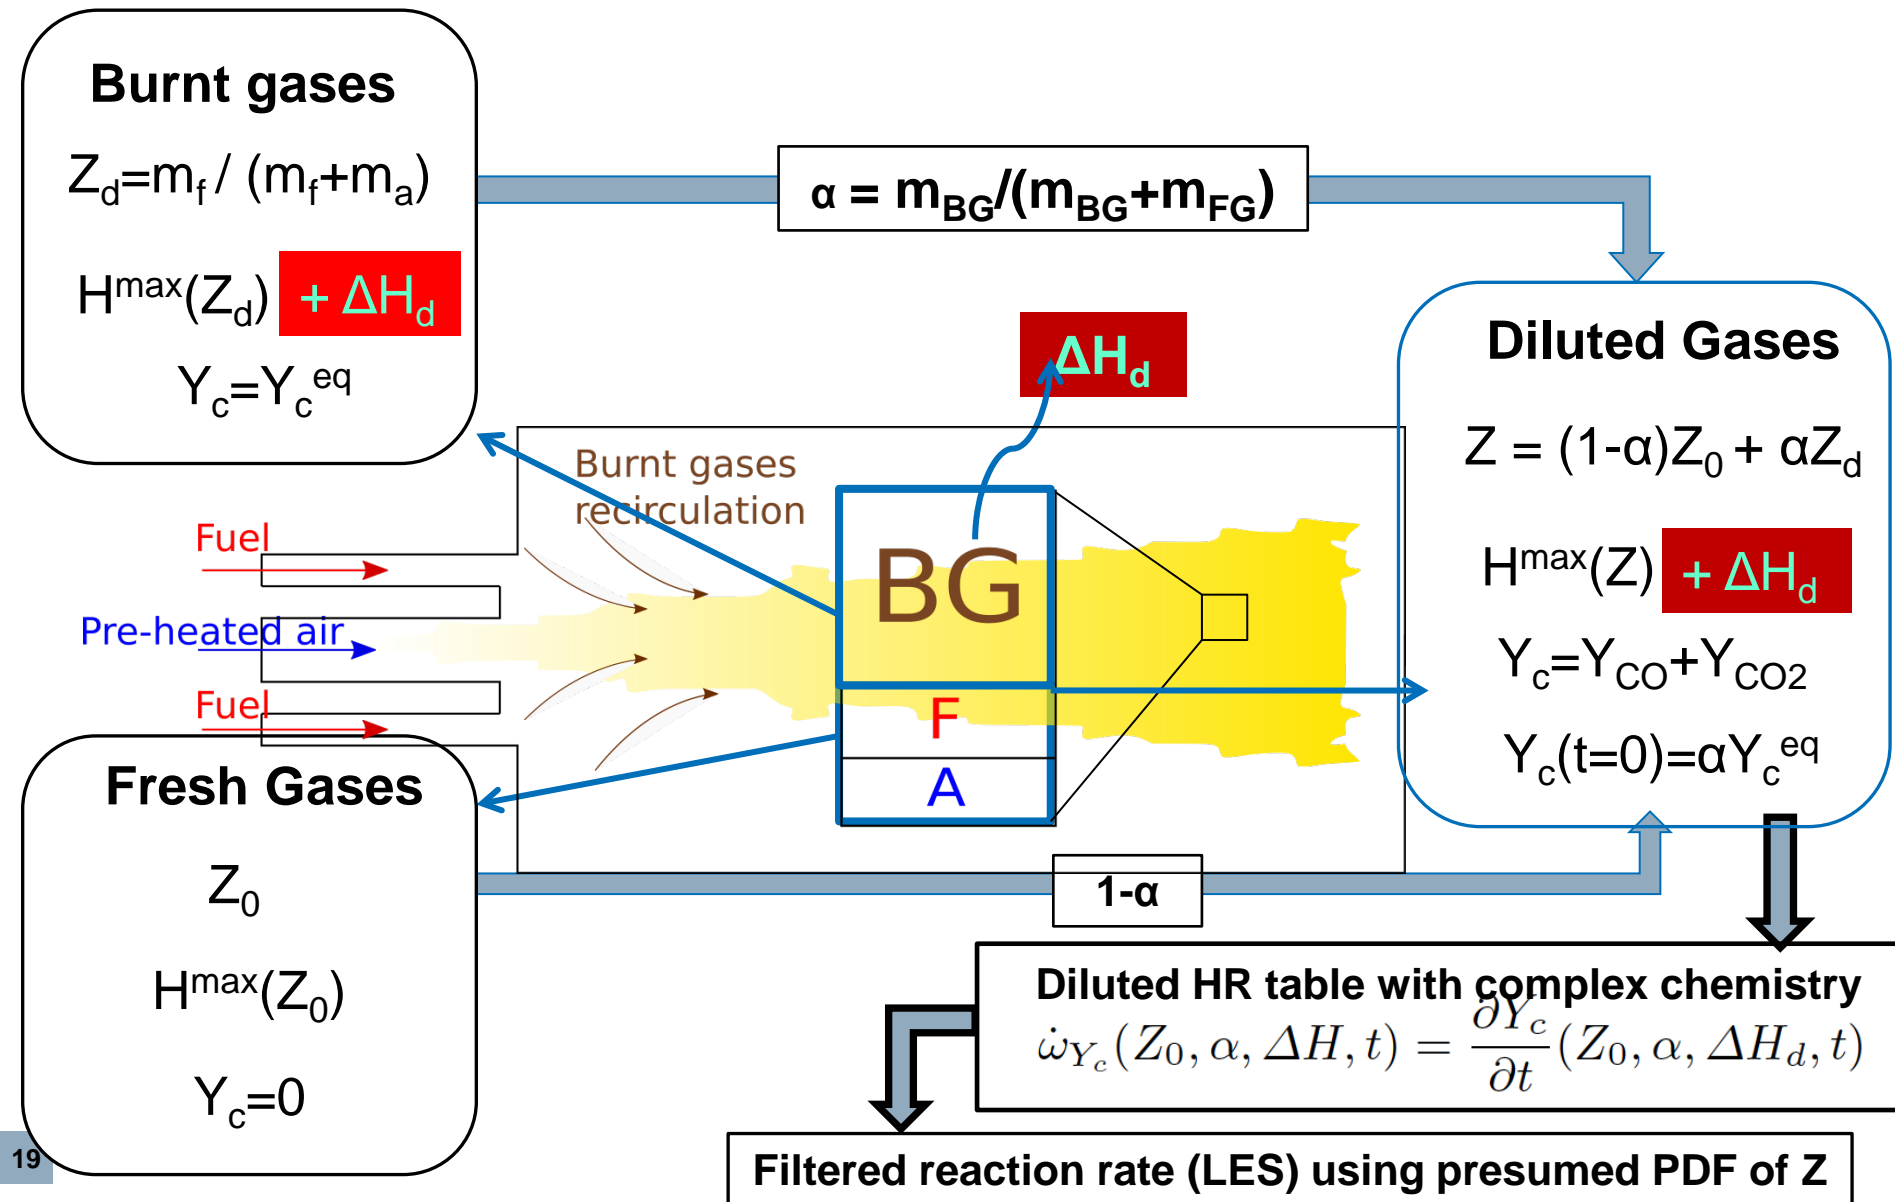 Burnt gases
Z_d=m_f / (m_f+m_a)
H^max(Z_d) + ΔH_d
Y_c=Y_c^eq
α = m_BG/(m_BG+m_FG)
ΔH_d
Diluted Gases
Z = (1-α)Z_0 + αZ_d
H^max(Z) + ΔH_d
Y_c=Y_CO+Y_CO2
Y_c(t=0)=αY_c^eq
Burnt gases
recirculation
Fuel
Pre-heated air
Fuel
BG
F
A
Fresh Gases
Z_0
H^max(Z_0)
Y_c=0
1-α
Diluted HR table with complex chemistry
ω̇_{Y_c}(Z_0, α, ΔH, t) = ∂Y_c/∂t (Z_0, α, ΔH_d, t)
Filtered reaction rate (LES) using presumed PDF of Z
19